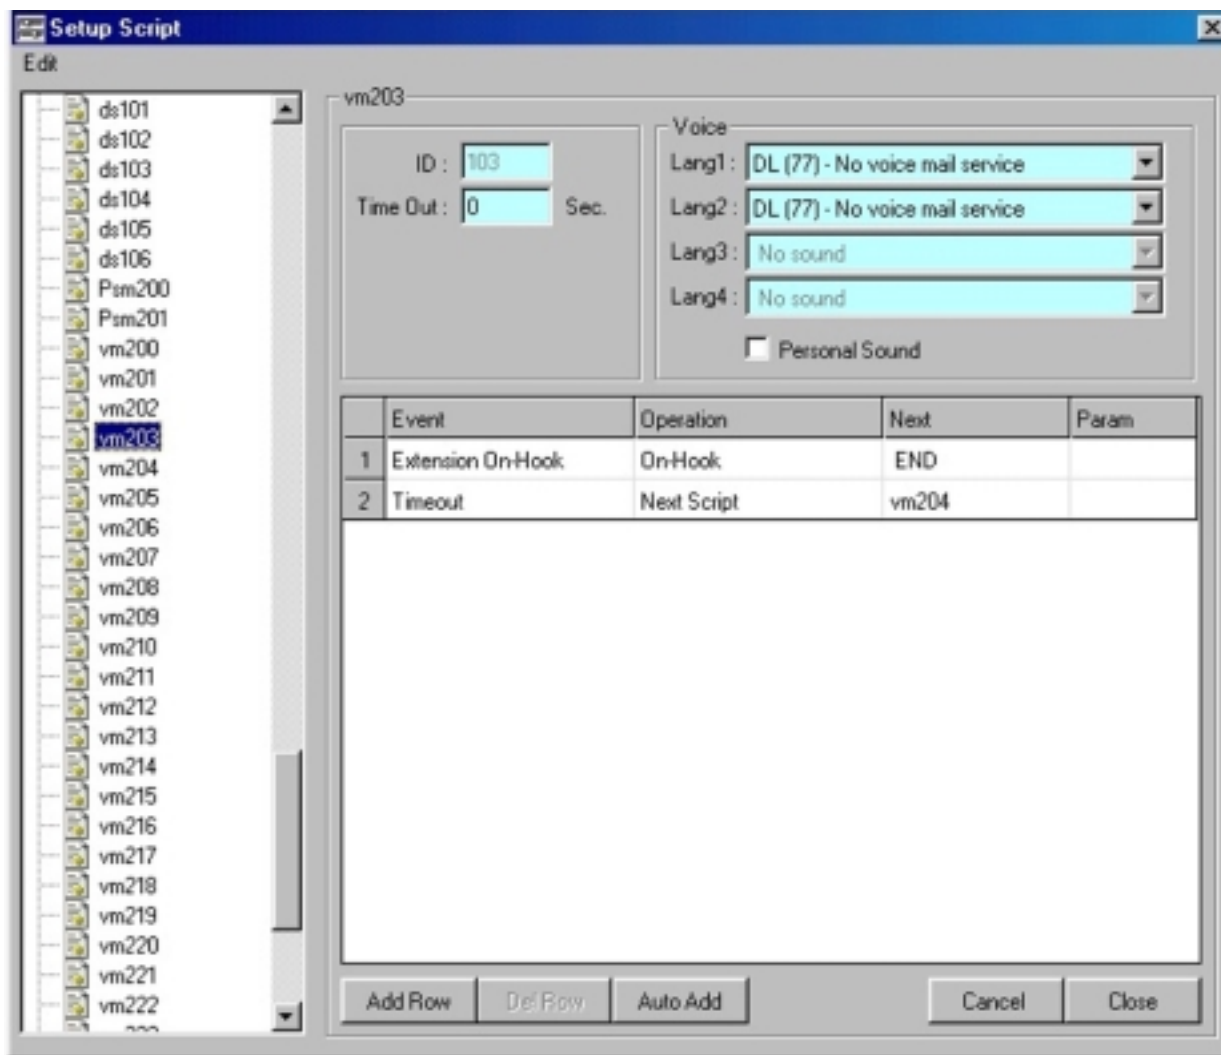 Setup Script
Edit
ds101
ds102
ds103
ds104
ds105
ds106
Psm200
Psm201
vm200
vm201
vm202
vm203
vm204
vm205
vm206
vm207
vm208
vm209
vm210
vm211
vm212
vm213
vm214
vm215
vm216
vm217
vm218
vm219
vm220
vm221
vm222
vm203
ID : 103
Time Out : 0 Sec.
Voice
Lang1 : DL (77) - No voice mail service
Lang2 : DL (77) - No voice mail service
Lang3 : No sound
Lang4 : No sound
Personal Sound
Event Operation Next Param
1 Extension On-Hook On-Hook END
2 Timeout Next Script vm204
Add Row Del Row Auto Add Cancel Close